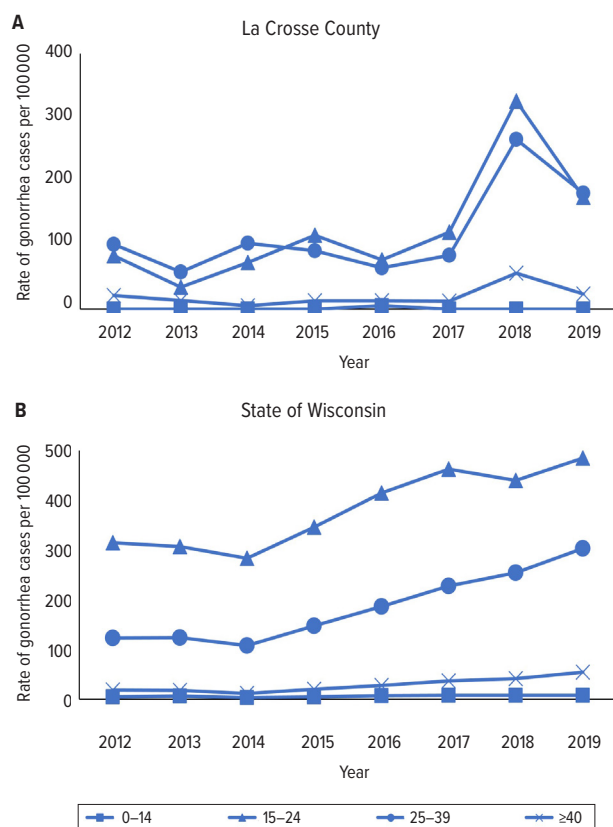 A
La Crosse County
Rate of gonorrhea cases per 100 000
400
300
200
100
0
2012 2013 2014 2015 2016 2017 2018 2019
Year
B
State of Wisconsin
Rate of gonorrhea cases per 100 000
500
400
300
200
100
0
2012 2013 2014 2015 2016 2017 2018 2019
Year
0–14 15–24 25–39 ≥40